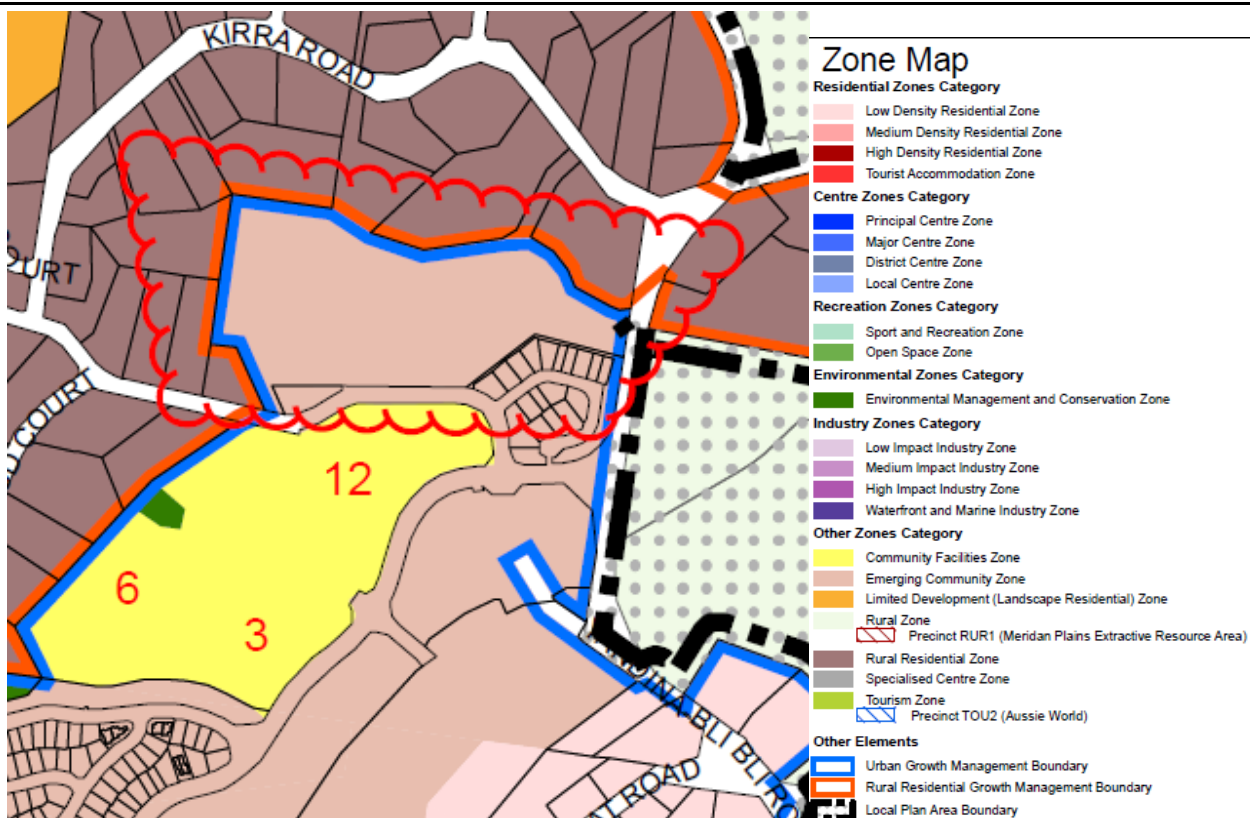 KIRRA ROAD
COURT
12
6
3
Zone Map
Residential Zones Category
Low Density Residential Zone
Medium Density Residential Zone
High Density Residential Zone
Tourist Accommodation Zone
Centre Zones Category
Principal Centre Zone
Major Centre Zone
District Centre Zone
Local Centre Zone
Recreation Zones Category
Sport and Recreation Zone
Open Space Zone
Environmental Zones Category
Environmental Management and Conservation Zone
Industry Zones Category
Low Impact Industry Zone
Medium Impact Industry Zone
High Impact Industry Zone
Waterfront and Marine Industry Zone
Other Zones Category
Community Facilities Zone
Emerging Community Zone
Limited Development (Landscape Residential) Zone
Rural Zone
Precinct RUR1 (Meridan Plains Extractive Resource Area)
Rural Residential Zone
Specialised Centre Zone
Tourism Zone
Precinct TOU2 (Aussie World)
Other Elements
Urban Growth Management Boundary
Rural Residential Growth Management Boundary
Local Plan Area Boundary